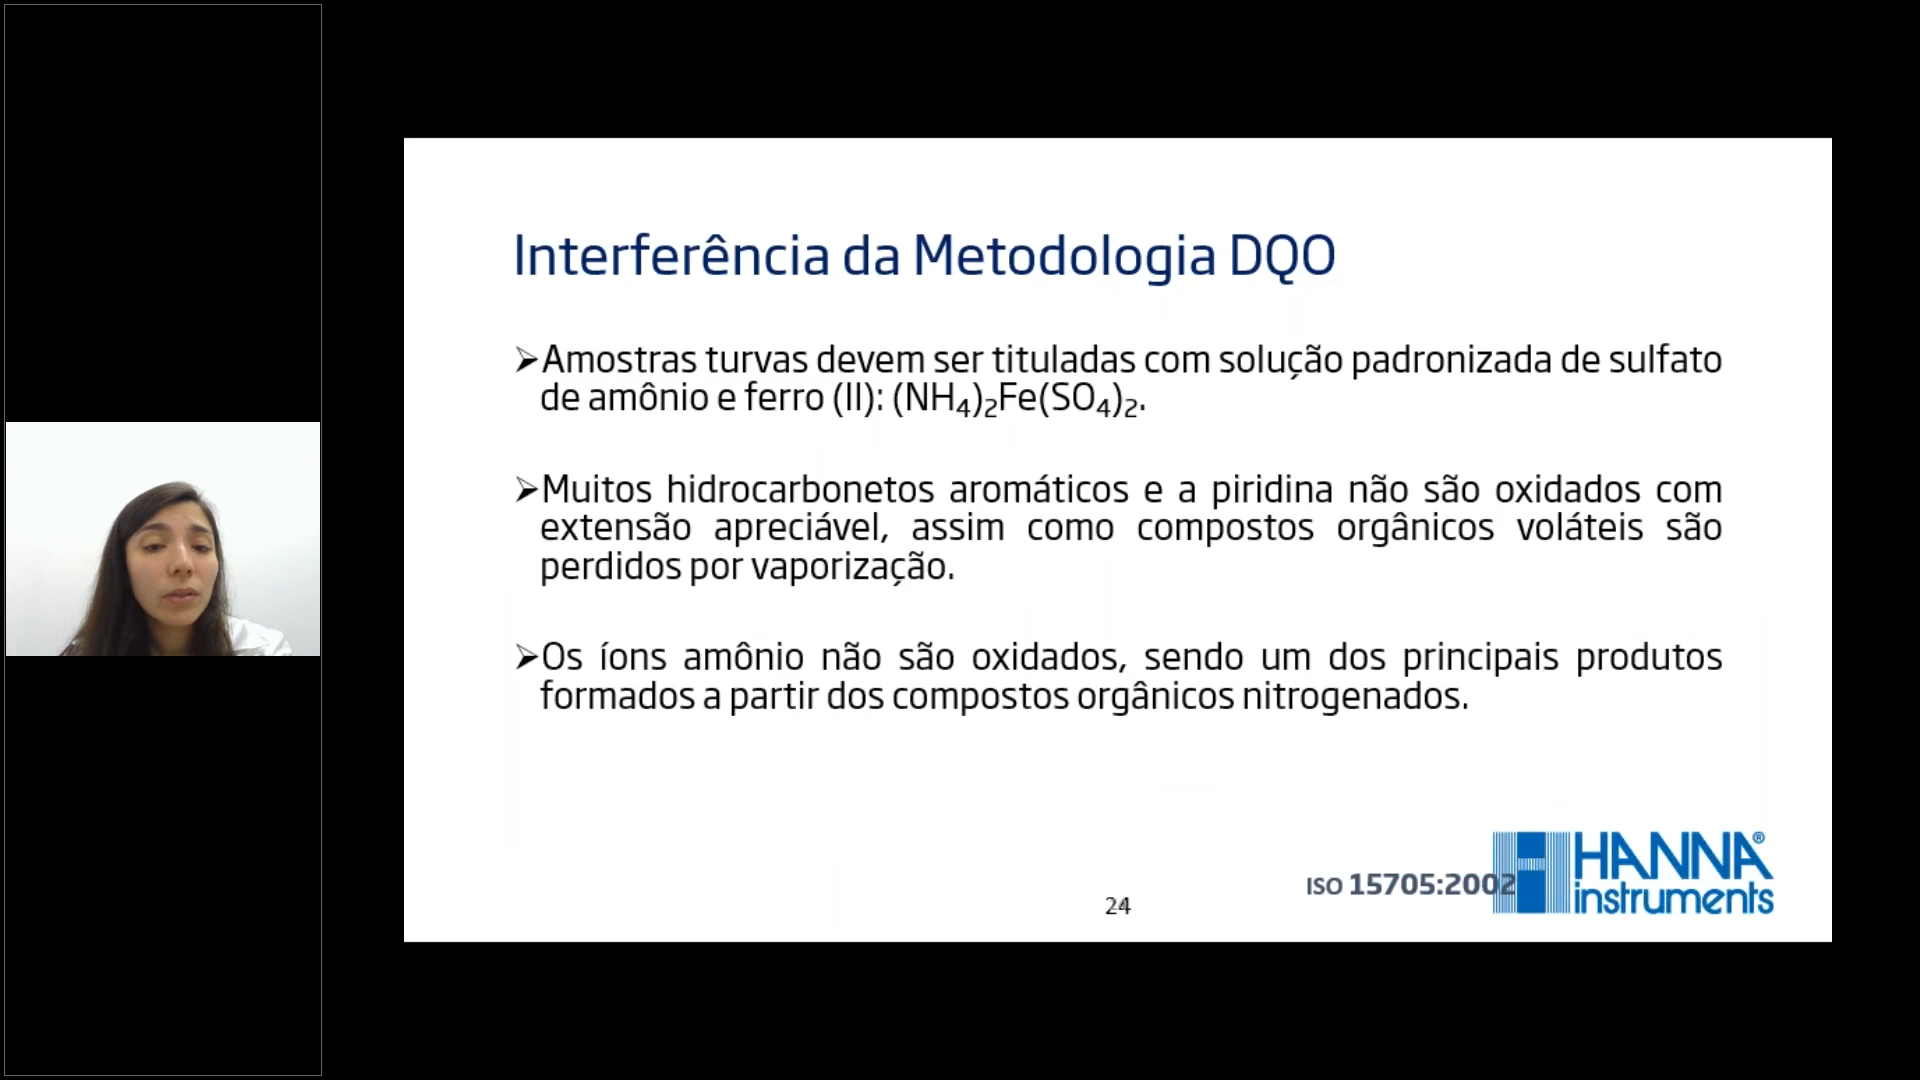 Interferência da Metodologia DQO
➢Amostras turvas devem ser tituladas com solução padronizada de sulfato
de amônio e ferro (II): (NH₄)₂Fe(SO₄)₂.
➢Muitos hidrocarbonetos aromáticos e a piridina não são oxidados com
extensão apreciável, assim como compostos orgânicos voláteis são
perdidos por vaporização.
➢Os íons amônio não são oxidados, sendo um dos principais produtos
formados a partir dos compostos orgânicos nitrogenados.
ISO 15705:2002
HANNA®
instruments
24